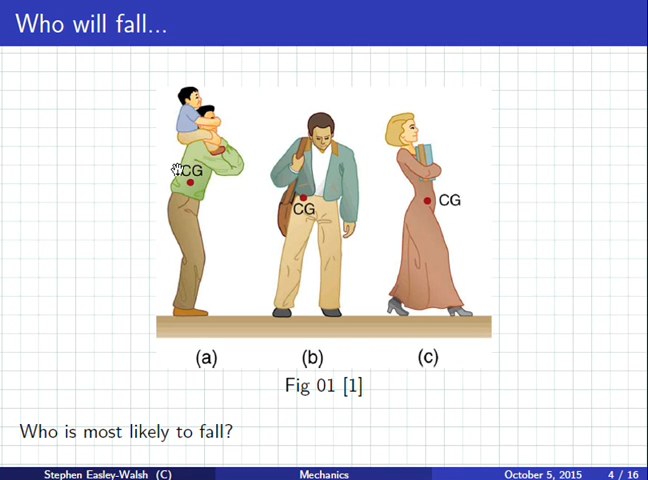 Who will fall...
CG
CG
CG
(a)
(b)
(c)
Fig 01 [1]
Who is most likely to fall?
Stephen Easley-Walsh (C)
Mechanics
October 5, 2015
4 / 16